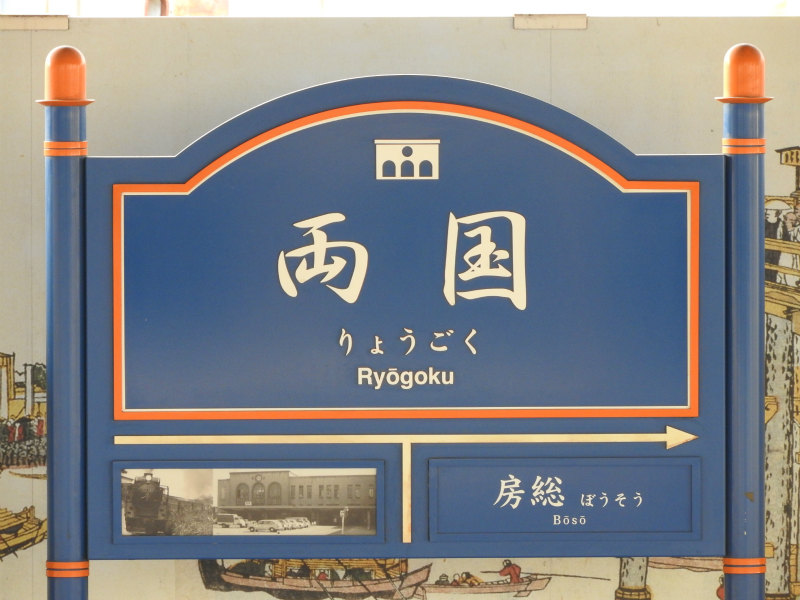 両国
りょうごく
Ryōgoku
房総 ぼうそう
Bōsō